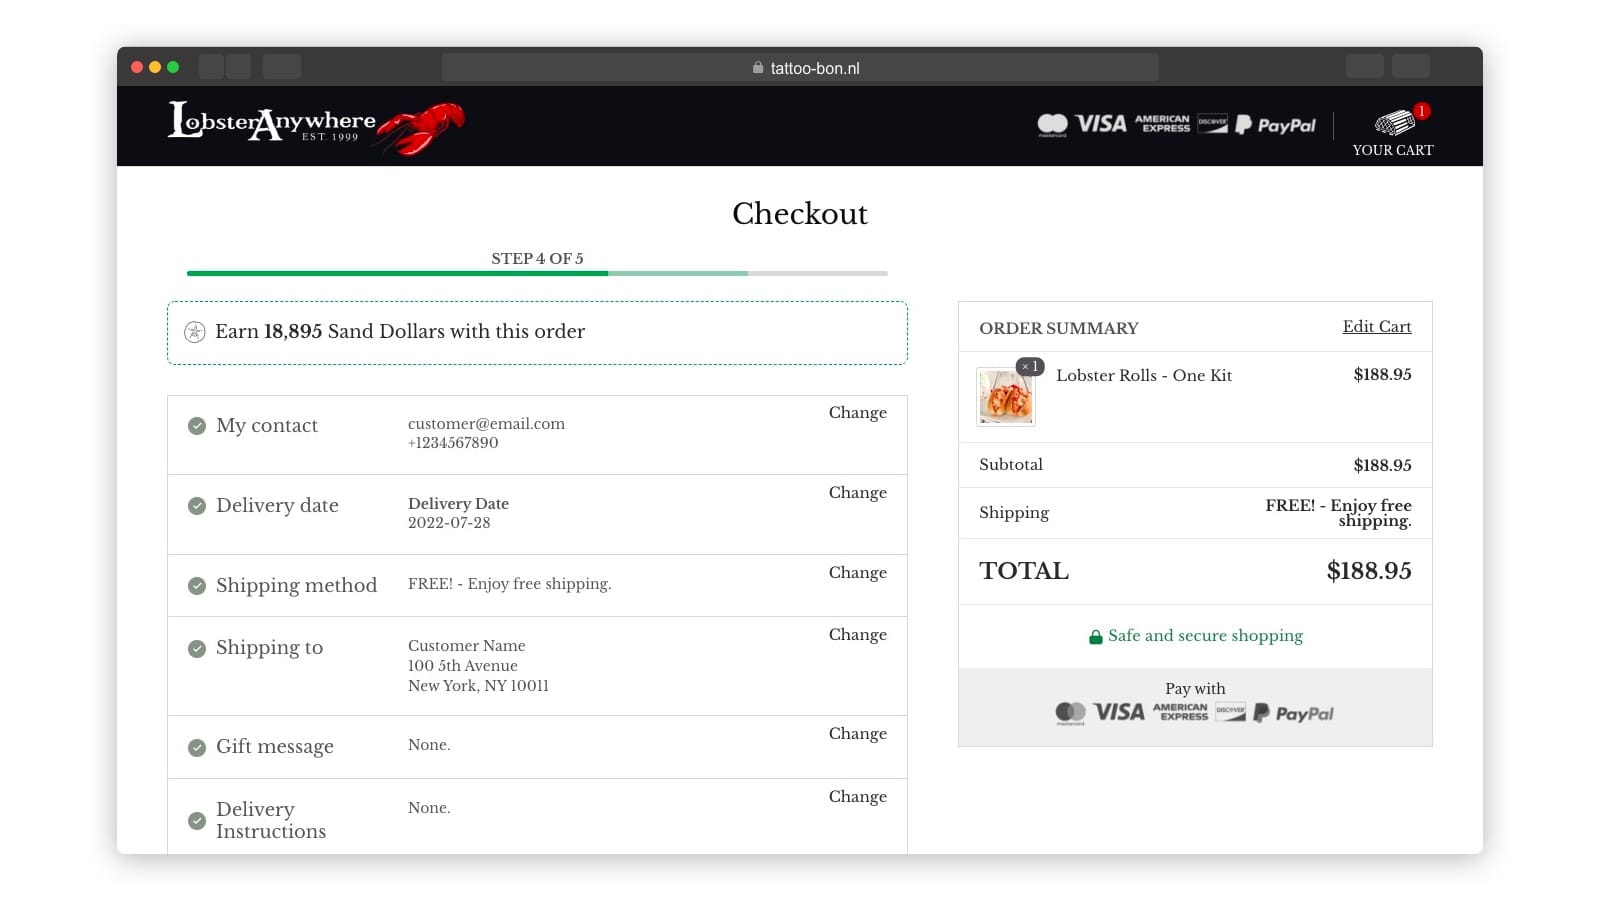 tattoo-bon.nl
LobsterAnywhere
EST. 1999
mastercard VISA AMERICAN EXPRESS DISCOVER PayPal
1
YOUR CART
Checkout
STEP 4 OF 5
Earn 18,895 Sand Dollars with this order
My contact
customer@email.com
+1234567890
Change
Delivery date
Delivery Date
2022-07-28
Change
Shipping method
FREE! - Enjoy free shipping.
Change
Shipping to
Customer Name
100 5th Avenue
New York, NY 10011
Change
Gift message
None.
Change
Delivery
Instructions
None.
Change
ORDER SUMMARY
Edit Cart
× 1
Lobster Rolls - One Kit
$188.95
Subtotal
$188.95
Shipping
FREE! - Enjoy free
shipping.
TOTAL
$188.95
Safe and secure shopping
Pay with
mastercard VISA AMERICAN EXPRESS DISCOVER PayPal